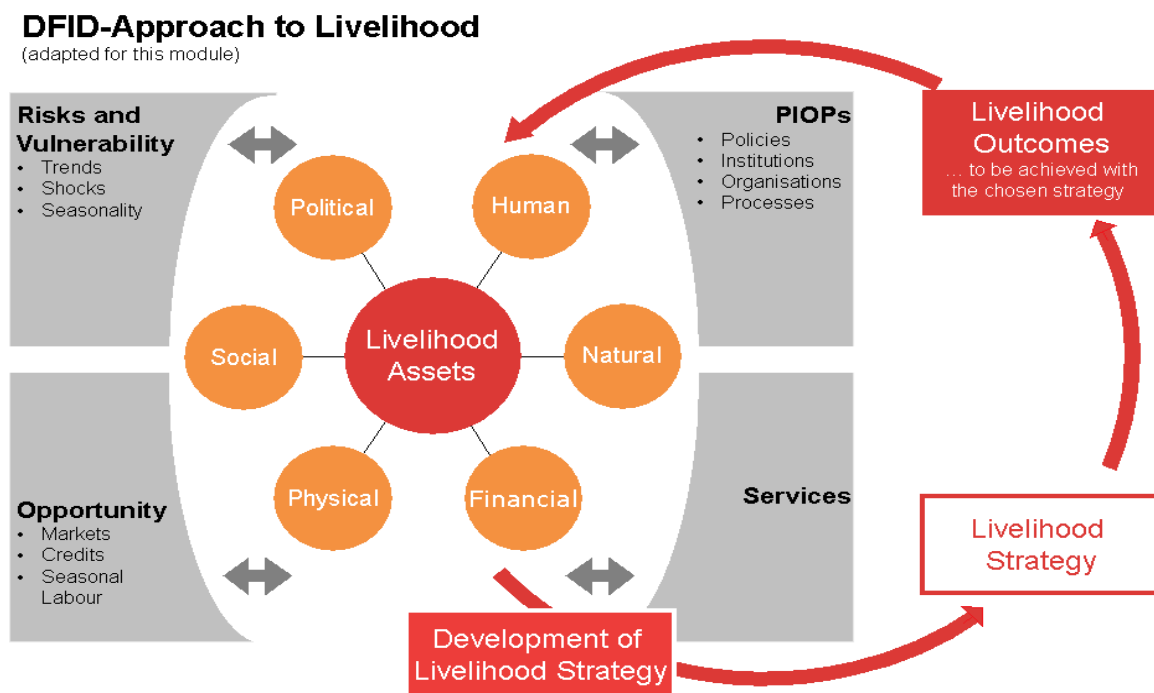 DFID-Approach to Livelihood
(adapted for this module)
Risks and
Vulnerability
• Trends
• Shocks
• Seasonality
PIOPs
• Policies
• Institutions
• Organisations
• Processes
Livelihood
Outcomes
... to be achieved with
the chosen strategy
Political
Human
Social
Livelihood
Assets
Natural
Physical
Financial
Opportunity
• Markets
• Credits
• Seasonal
Labour
Services
Livelihood
Strategy
Development of
Livelihood Strategy